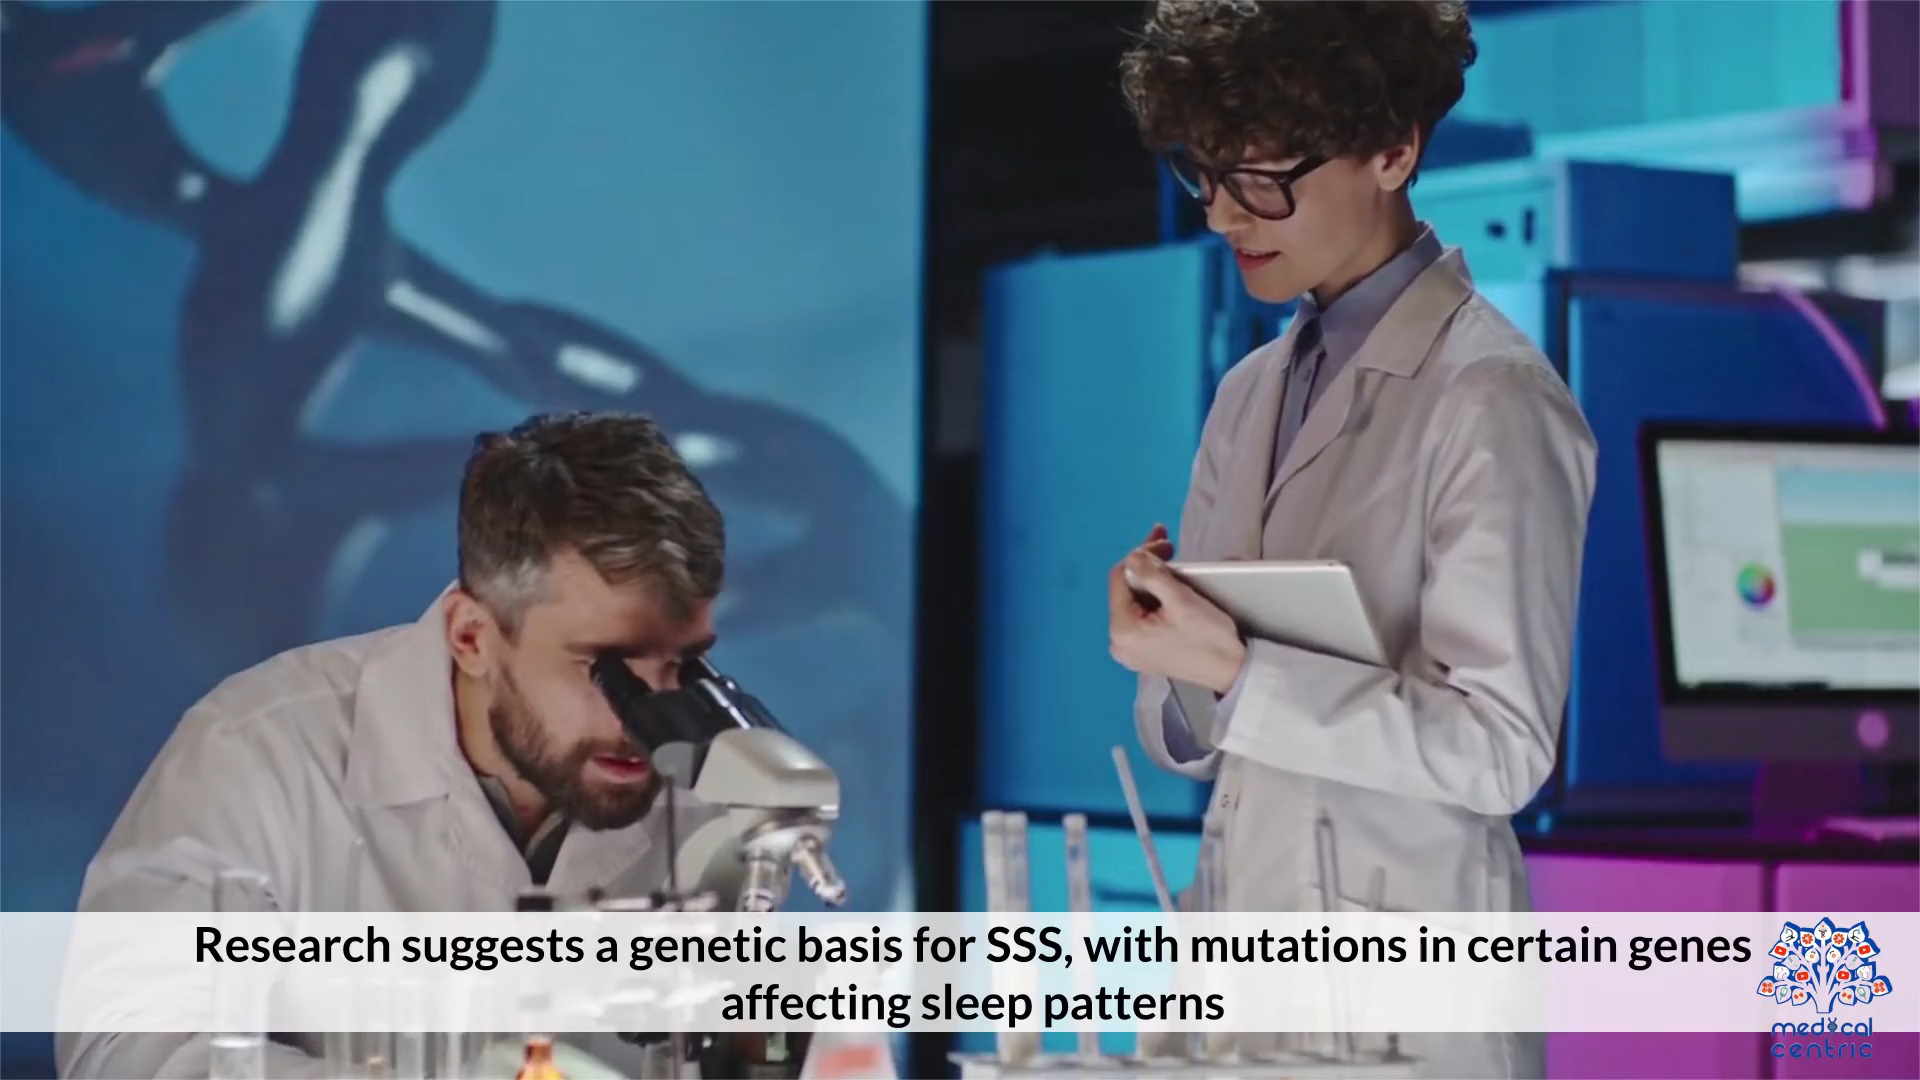 Research suggests a genetic basis for SSS, with mutations in certain genes
affecting sleep patterns
medical
centric